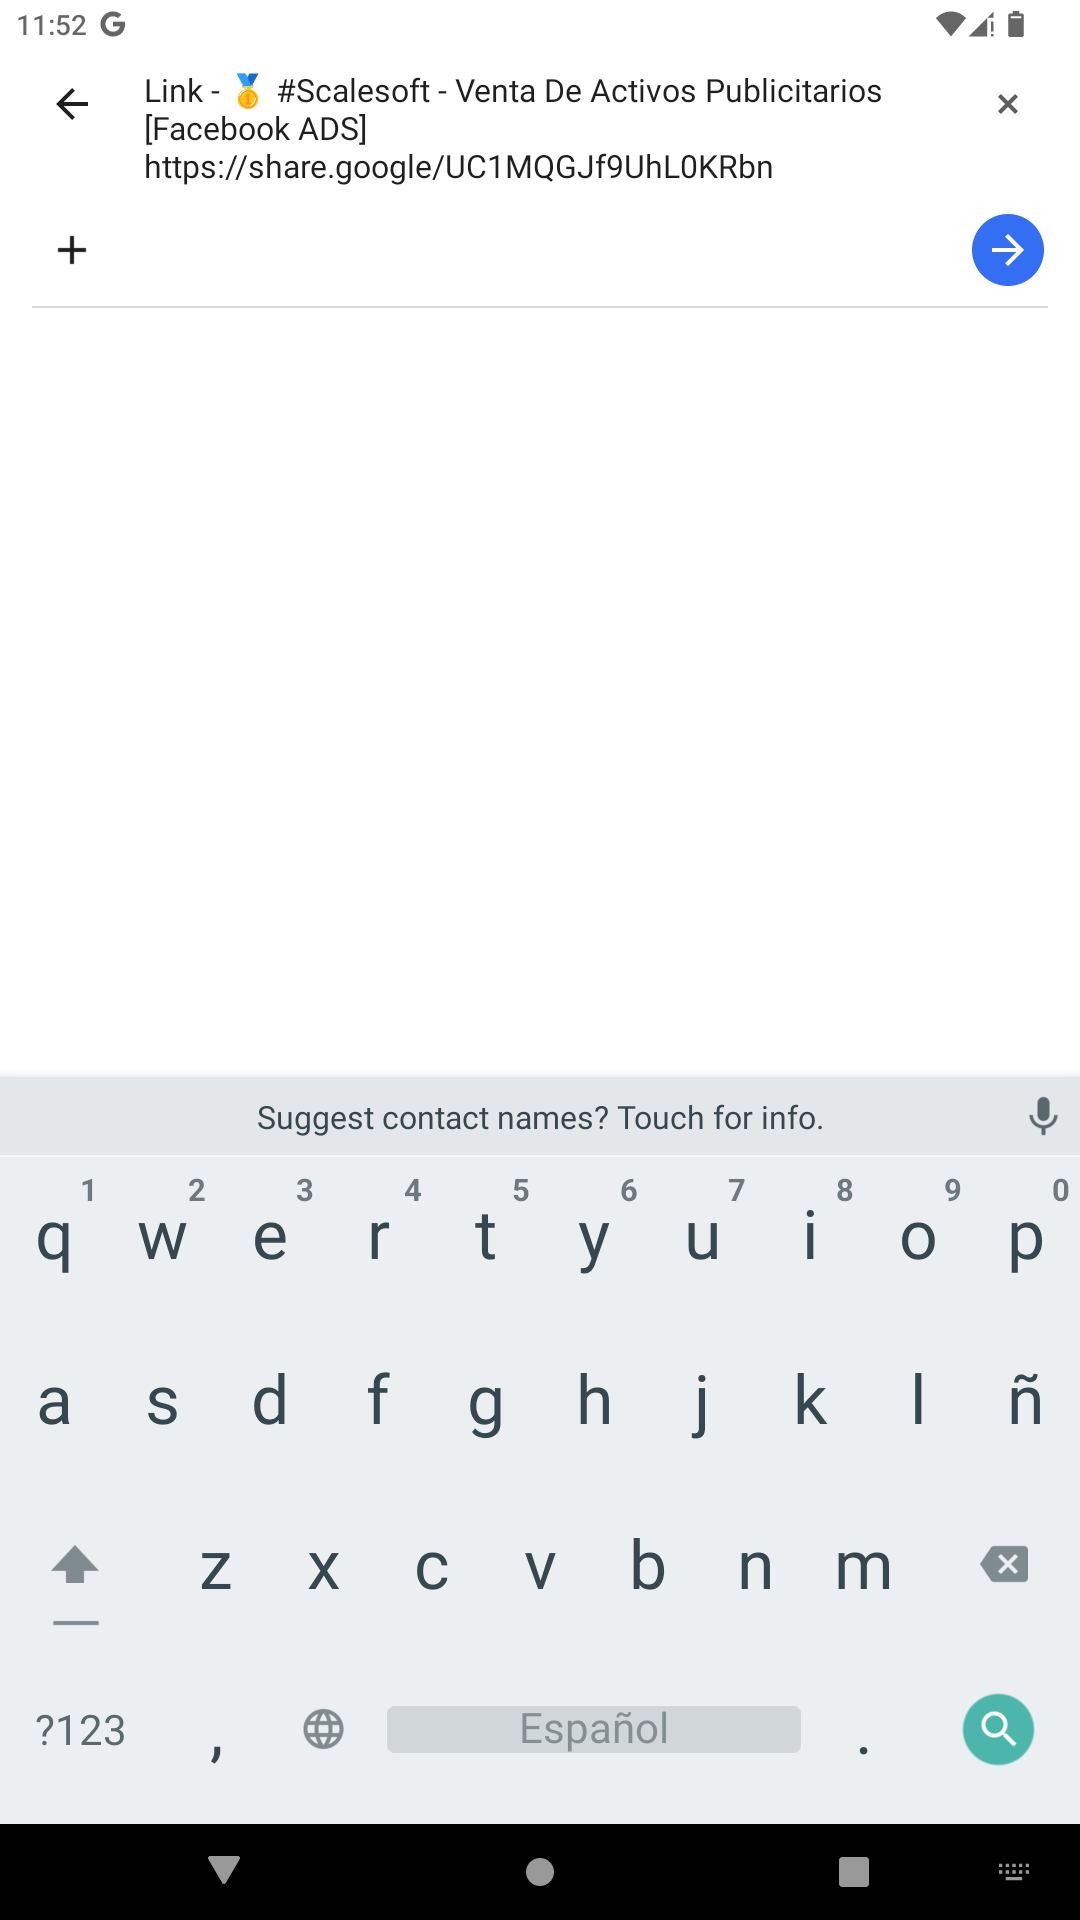 11:52
Link - 🥇 #Scalesoft - Venta De Activos Publicitarios
[Facebook ADS]
https://share.google/UC1MQGJf9UhL0KRbn
Suggest contact names? Touch for info.
1 2 3 4 5 6 7 8 9 0
q w e r t y u i o p
a s d f g h j k l ñ
z x c v b n m
?123 , Español .